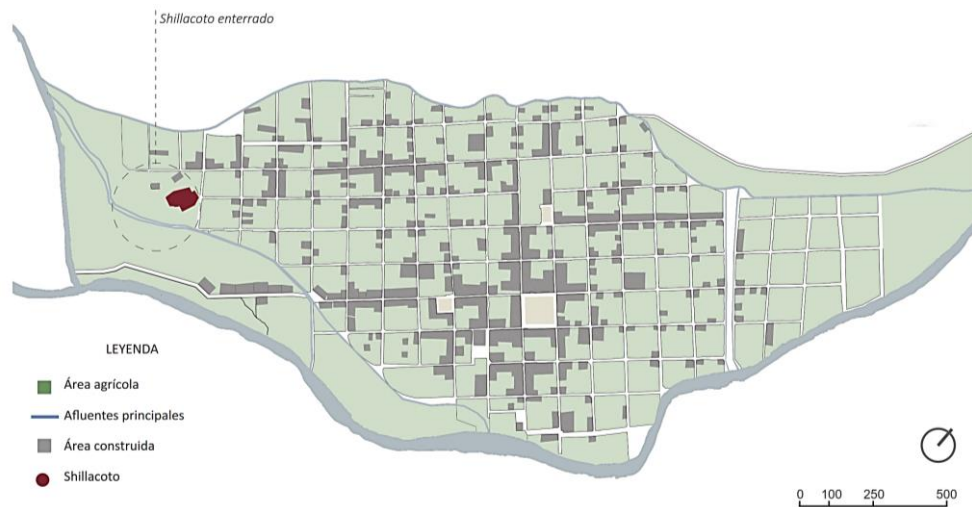 Shillacoto enterrado
LEYENDA
Área agrícola
Afluentes principales
Área construida
Shillacoto
0 100 250 500